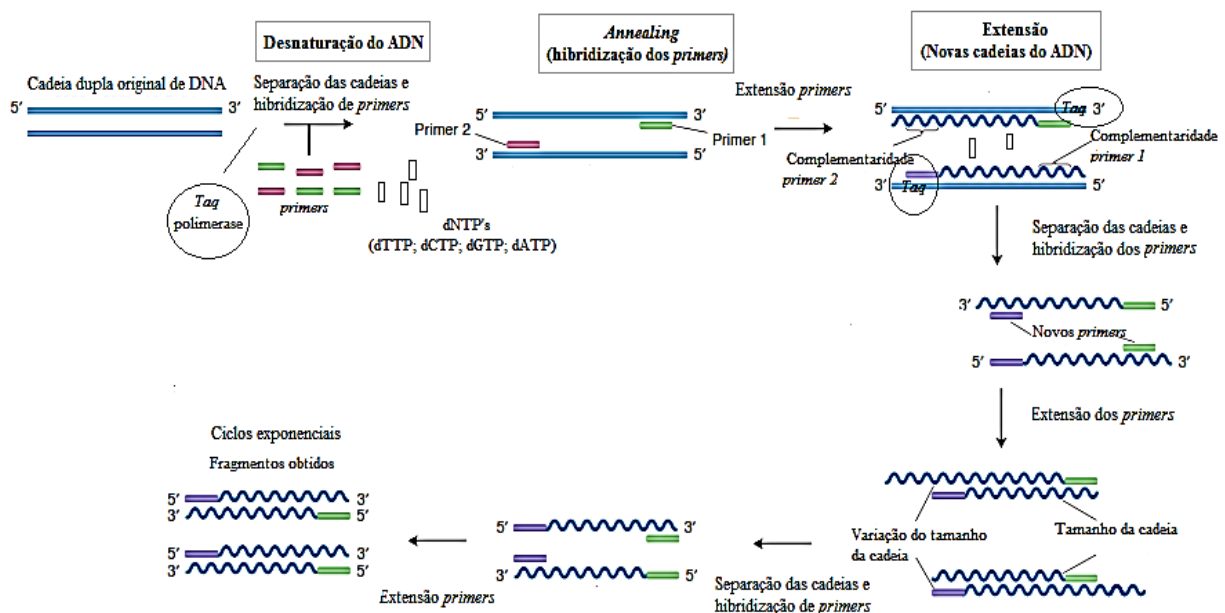 Desnaturação do ADN
Annealing
(hibridização dos primers)
Extensão
(Novas cadeias do ADN)
Cadeia dupla original de DNA
5' 3'
Separação das cadeias e
hibridização de primers
Taq
polimerase
primers
dNTP's
(dTTP; dCTP; dGTP; dATP)
5' 3'
Primer 2
Primer 1
3' 5'
Extensão primers
5' Taq 3'
Complementaridade
primer 2
Complementaridade
primer 1
3' Taq 5'
Separação das cadeias e
hibridização dos primers
3' 5'
Novos primers
5' 3'
Extensão dos primers
Variação do tamanho
da cadeia
Tamanho da cadeia
Separação das cadeias e
hibridização de primers
5' 3'
3' 5'
Extensão primers
Ciclos exponenciais
Fragmentos obtidos
5' 3'
3' 5'
5' 3'
3' 5'